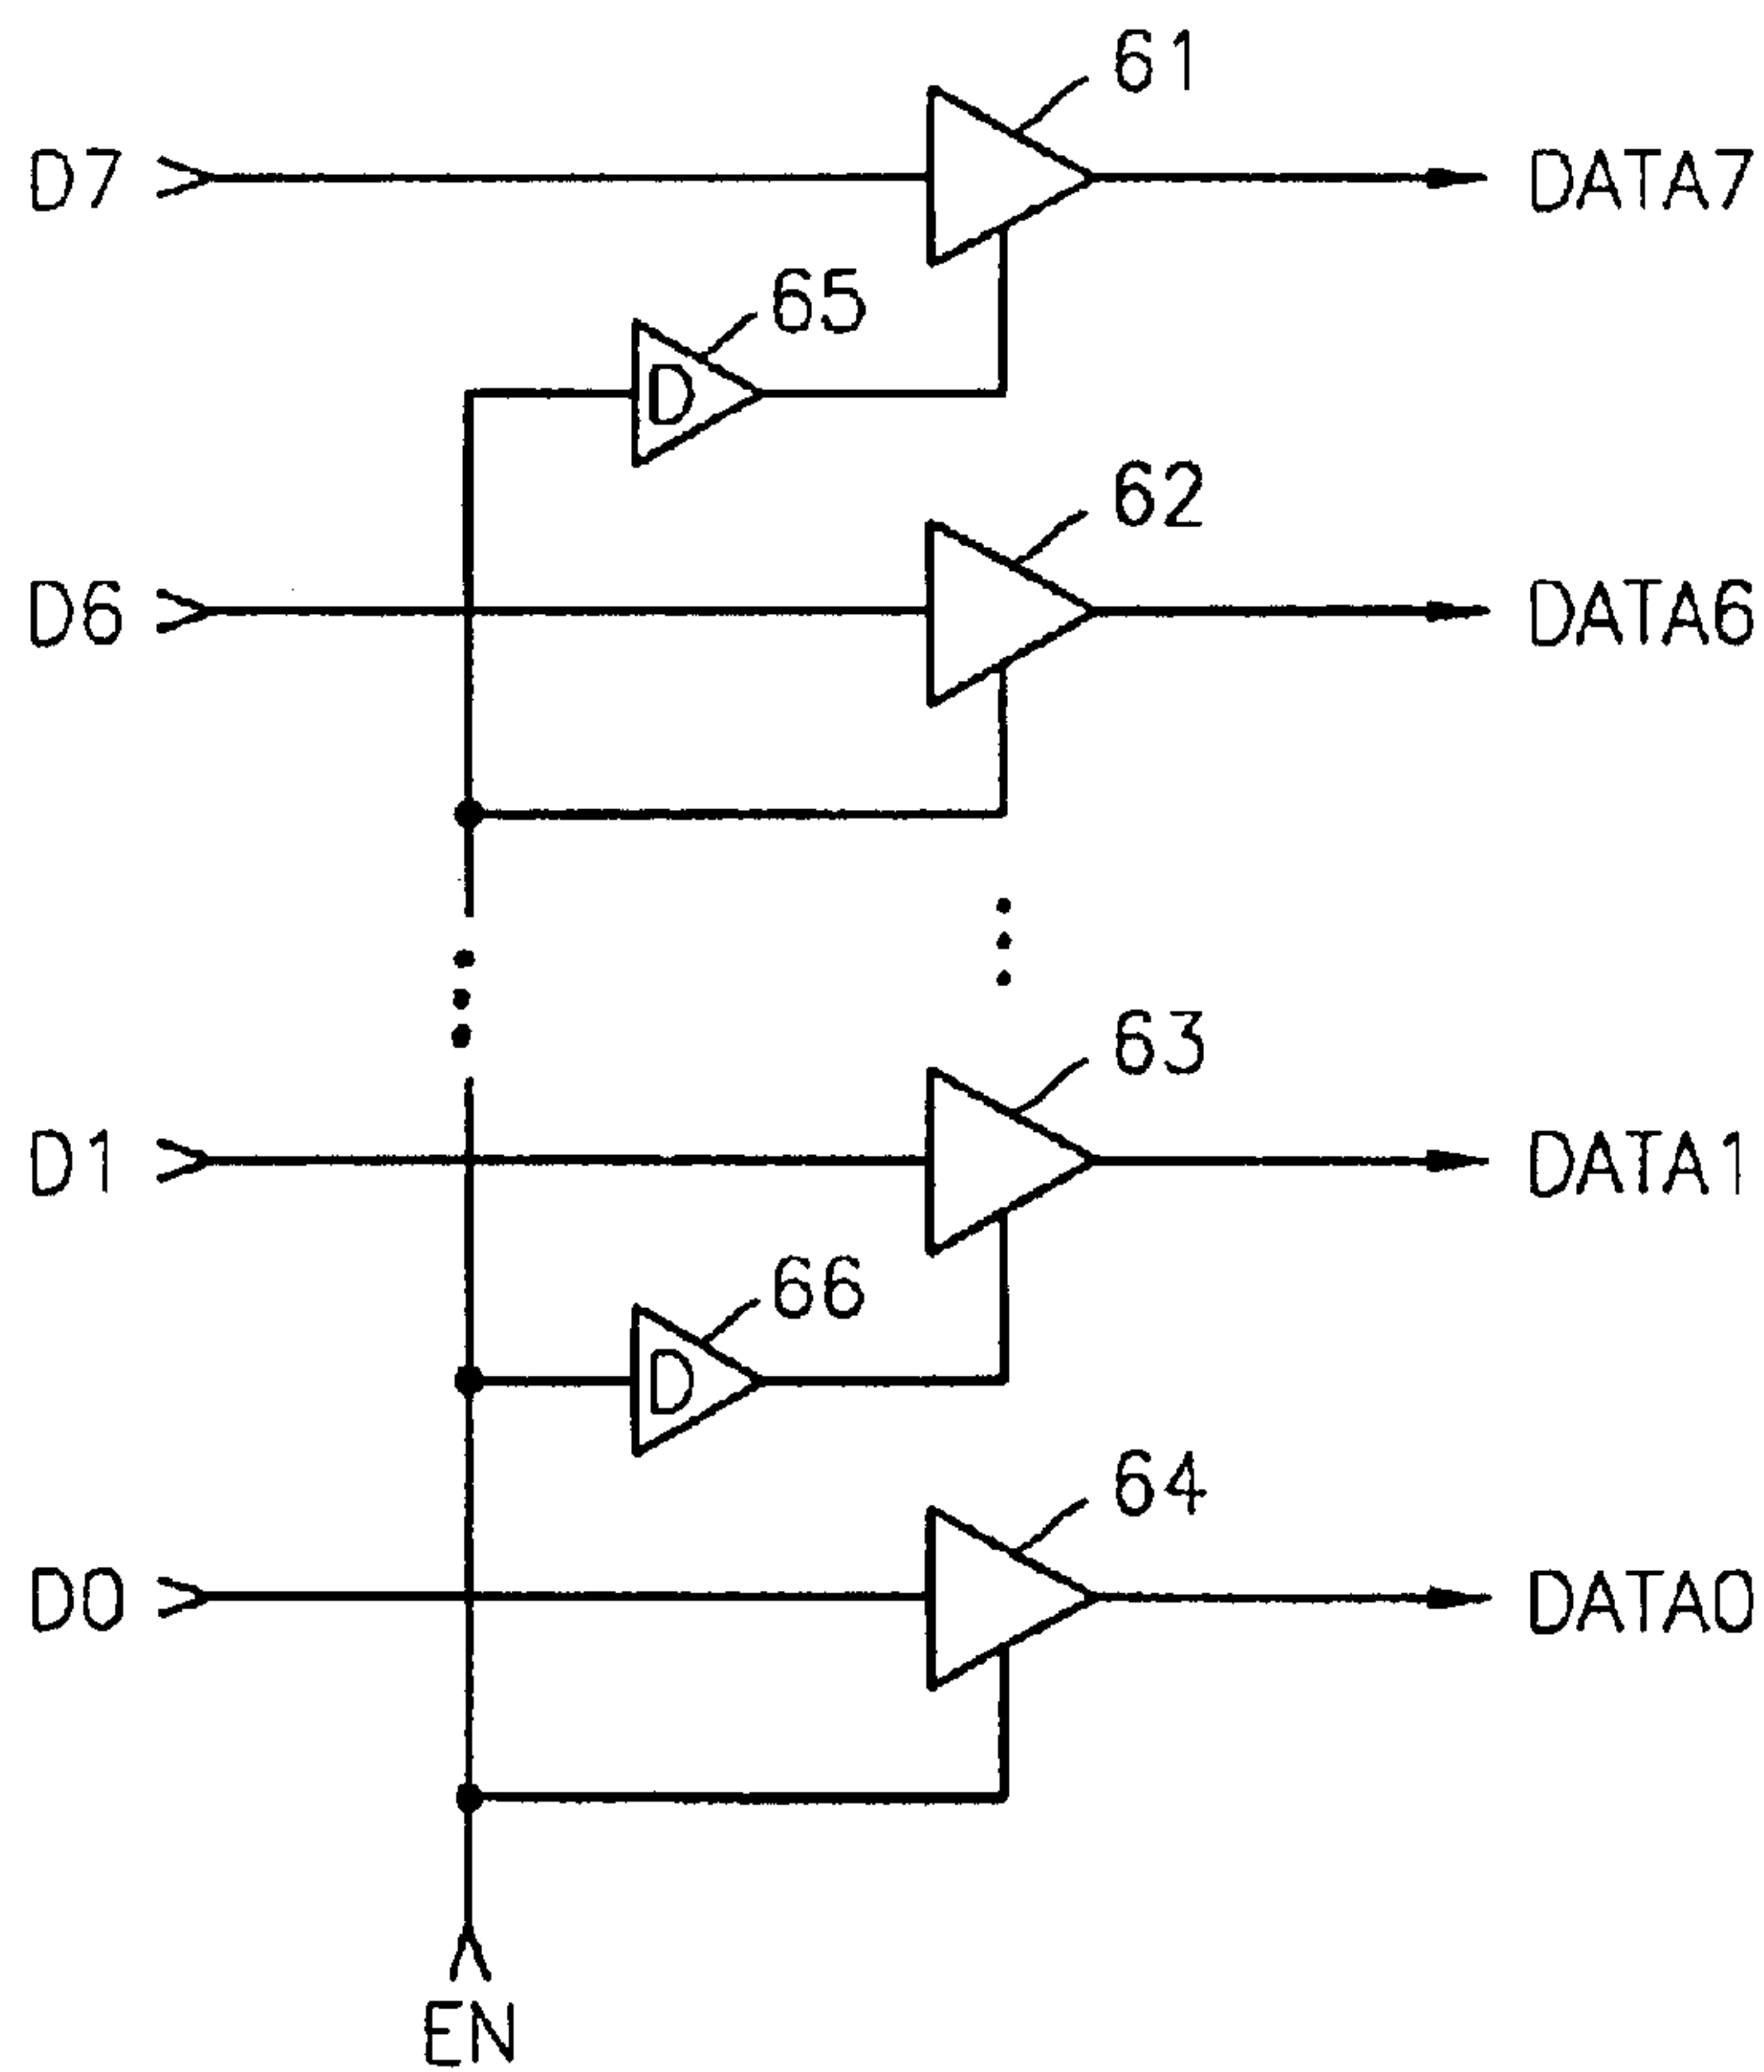 61
D7 DATA7
65
D
62
D6 DATA6
63
D1 DATA1
66
D
64
D0 DATA0
EN